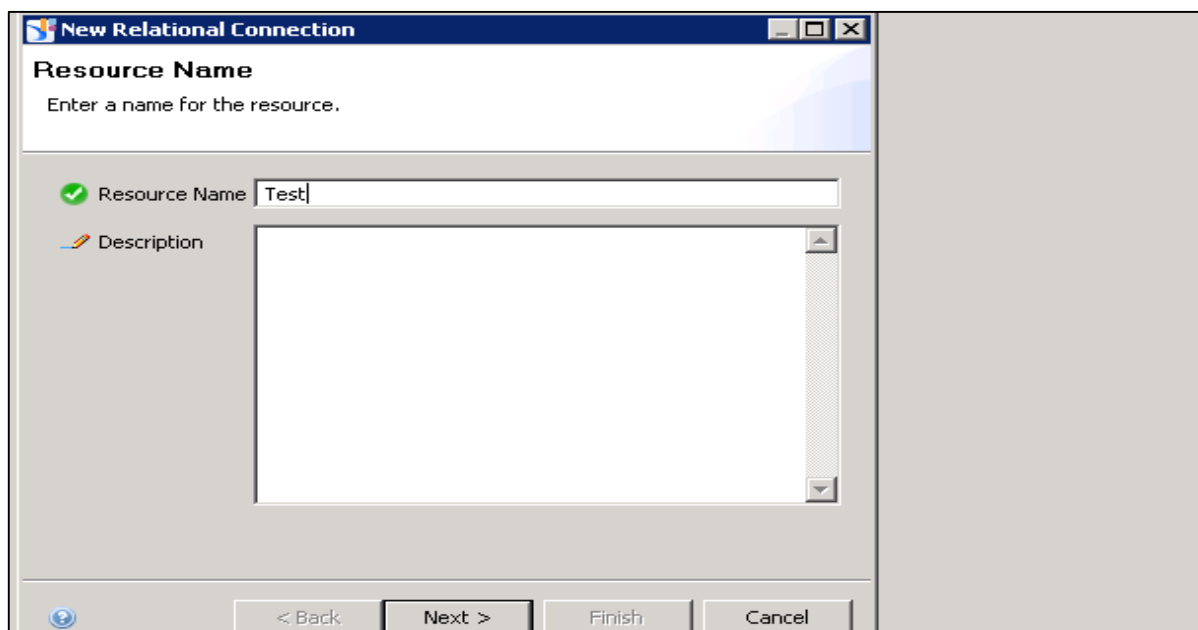 New Relational Connection
Resource Name
Enter a name for the resource.
Resource Name Test
Description
< Back Next > Finish Cancel